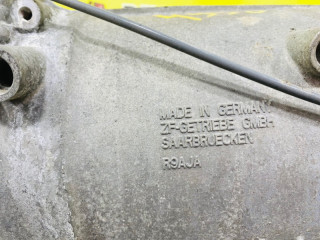 MADE IN GERMANY
ZF-GETRIEBE GMBH
SAARBRUECKEN
R9AJA